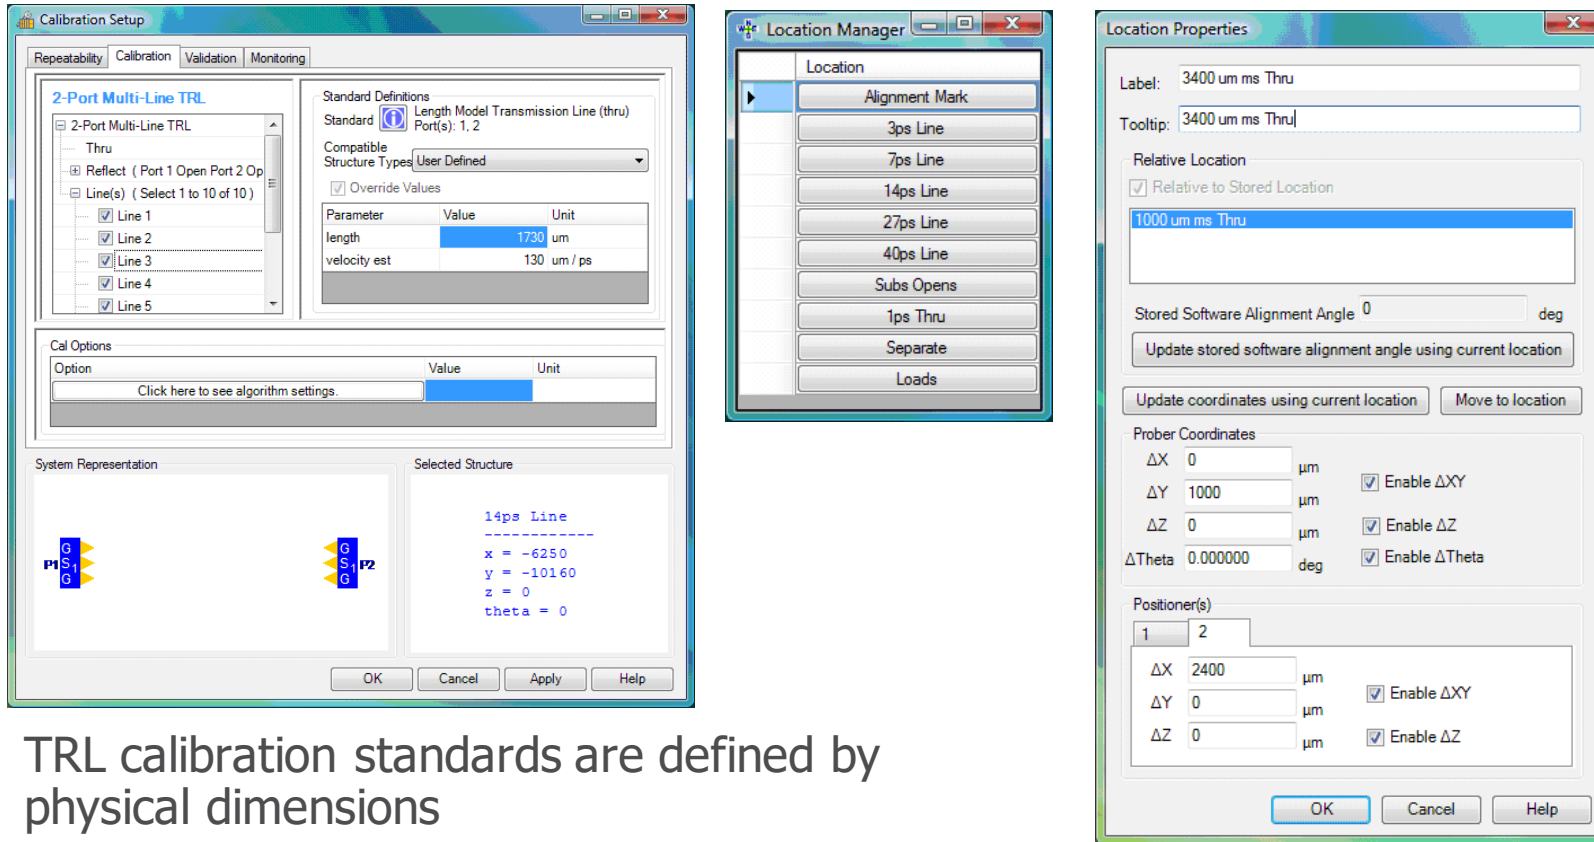 Calibration Setup
Repeatability Calibration Validation Monitoring
2-Port Multi-Line TRL
2-Port Multi-Line TRL
Thru
Reflect ( Port 1 Open Port 2 Op
Line(s) ( Select 1 to 10 of 10 )
Line 1
Line 2
Line 3
Line 4
Line 5
Standard Definitions
Standard Length Model Transmission Line (thru)
Port(s): 1, 2
Compatible
Structure Types User Defined
Override Values
Parameter Value Unit
length 1730 um
velocity est 130 um / ps
Cal Options
Option Value Unit
Click here to see algorithm settings.
System Representation
P1 G S1 G
G S1 G P2
Selected Structure
14ps Line
------------
x = -6250
y = -10160
z = 0
theta = 0
OK Cancel Apply Help
Location Manager
Location
Alignment Mark
3ps Line
7ps Line
14ps Line
27ps Line
40ps Line
Subs Opens
1ps Thru
Separate
Loads
Location Properties
Label: 3400 um ms Thru
Tooltip: 3400 um ms Thru
Relative Location
Relative to Stored Location
1000 um ms Thru
Stored Software Alignment Angle 0 deg
Update stored software alignment angle using current location
Update coordinates using current location Move to location
Prober Coordinates
ΔX 0 µm
ΔY 1000 µm Enable ΔXY
ΔZ 0 µm Enable ΔZ
ΔTheta 0.000000 deg Enable ΔTheta
Positioner(s)
1 2
ΔX 2400 µm
ΔY 0 µm Enable ΔXY
ΔZ 0 µm Enable ΔZ
OK Cancel Help
TRL calibration standards are defined by
physical dimensions